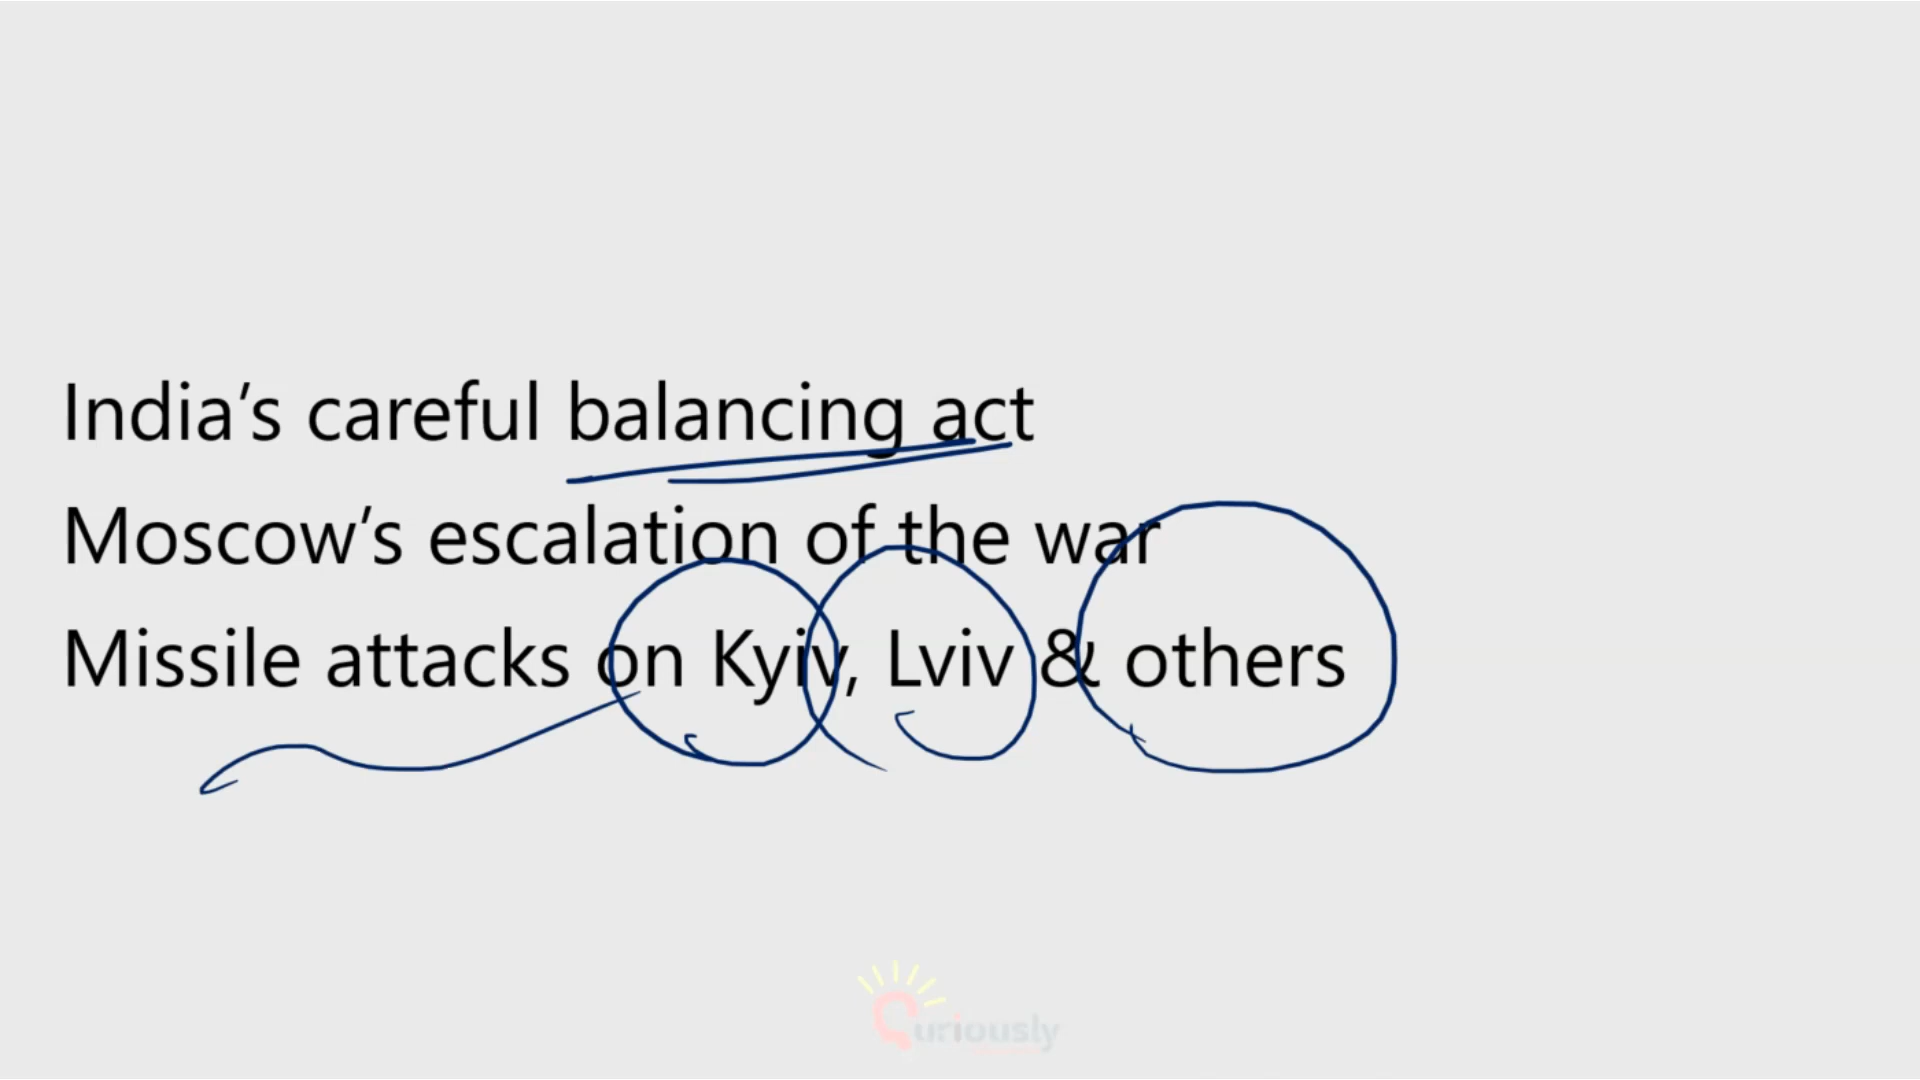 India’s careful balancing act
Moscow’s escalation of the war
Missile attacks on Kyiv, Lviv & others
Curiously